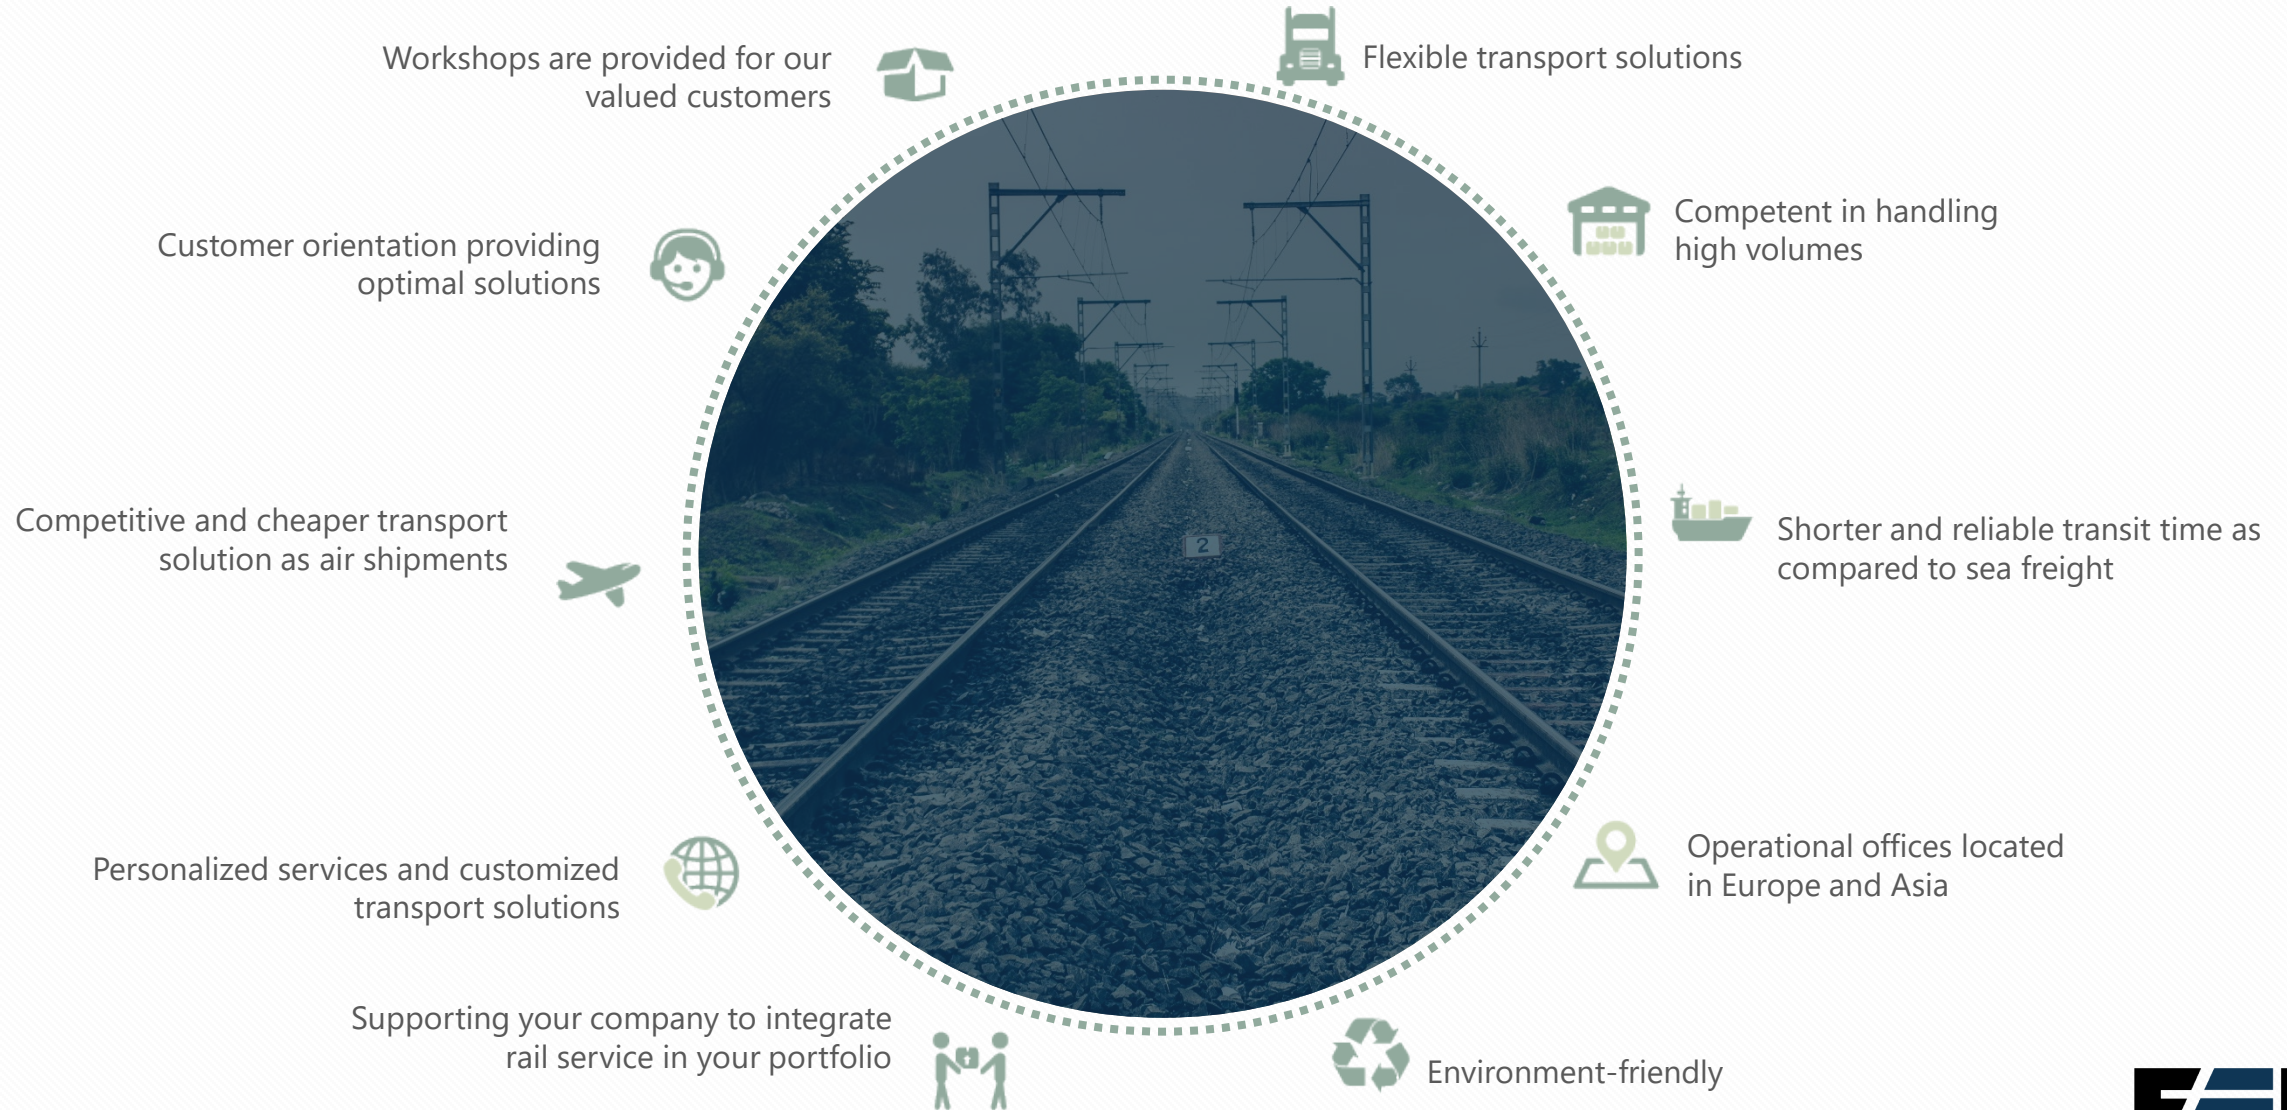 Workshops are provided for our
valued customers
Flexible transport solutions
Customer orientation providing
optimal solutions
Competent in handling
high volumes
Competitive and cheaper transport
solution as air shipments
Shorter and reliable transit time as
compared to sea freight
2
Personalized services and customized
transport solutions
Operational offices located
in Europe and Asia
Supporting your company to integrate
rail service in your portfolio
Environment-friendly